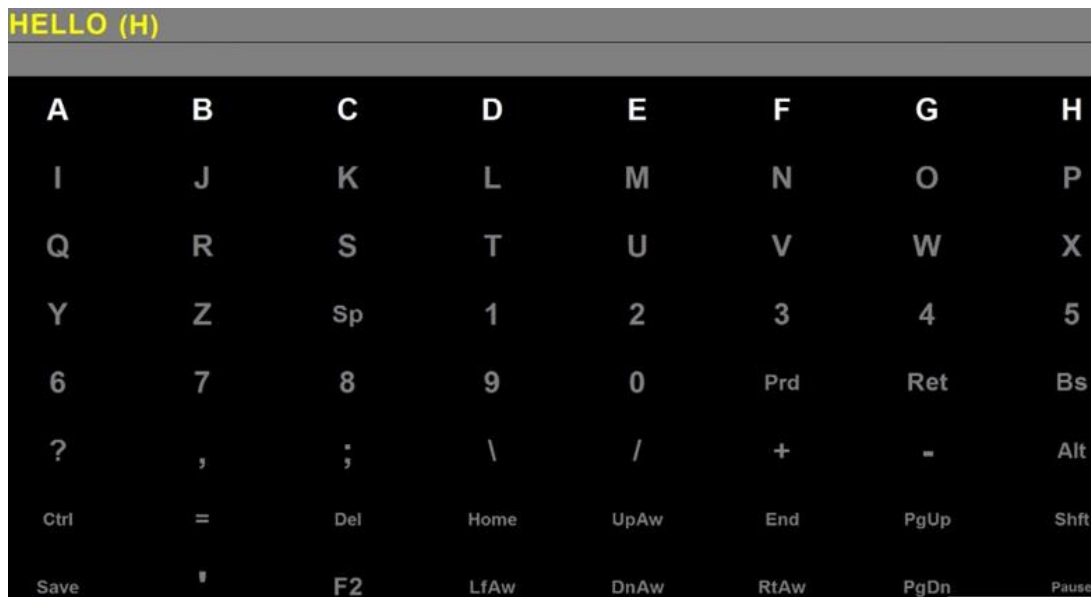 HELLO (H)
A B C D E F G H
I J K L M N O P
Q R S T U V W X
Y Z Sp 1 2 3 4 5
6 7 8 9 0 Prd Ret Bs
? , ; \ / + - Alt
Ctrl = Del Home UpAw End PgUp Shft
Save ' F2 LfAw DnAw RtAw PgDn Pause